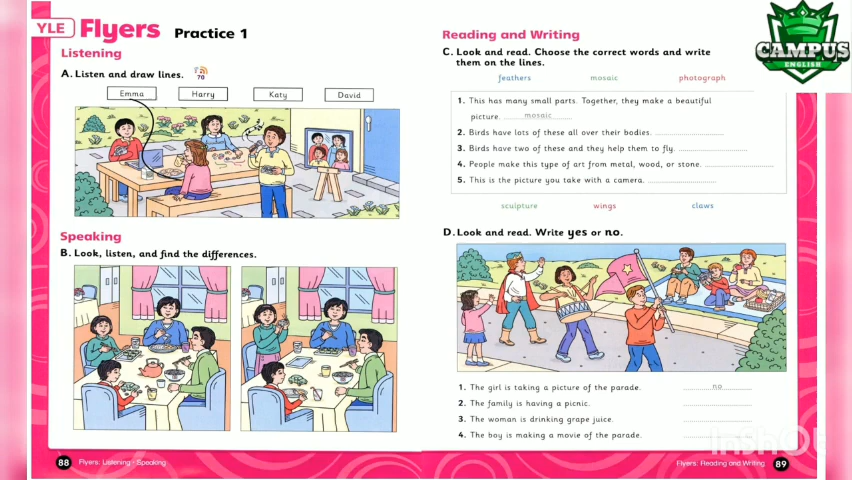 YLE Flyers Practice 1
Listening
A. Listen and draw lines.
70
Emma
Harry
Katy
David
Speaking
B. Look, listen, and find the differences.
88 Flyers: Listening - Speaking
CAMPUS
ENGLISH
Reading and Writing
C. Look and read. Choose the correct words and write
them on the lines.
feathers
mosaic
photograph
1. This has many small parts. Together, they make a beautiful
picture. mosaic
2. Birds have lots of these all over their bodies.
3. Birds have two of these and they help them to fly.
4. People make this type of art from metal, wood, or stone.
5. This is the picture you take with a camera.
sculpture
wings
claws
D. Look and read. Write yes or no.
1. The girl is taking a picture of the parade. no
2. The family is having a picnic.
3. The woman is drinking grape juice.
4. The boy is making a movie of the parade.
InShOt
Flyers: Reading and Writing 89